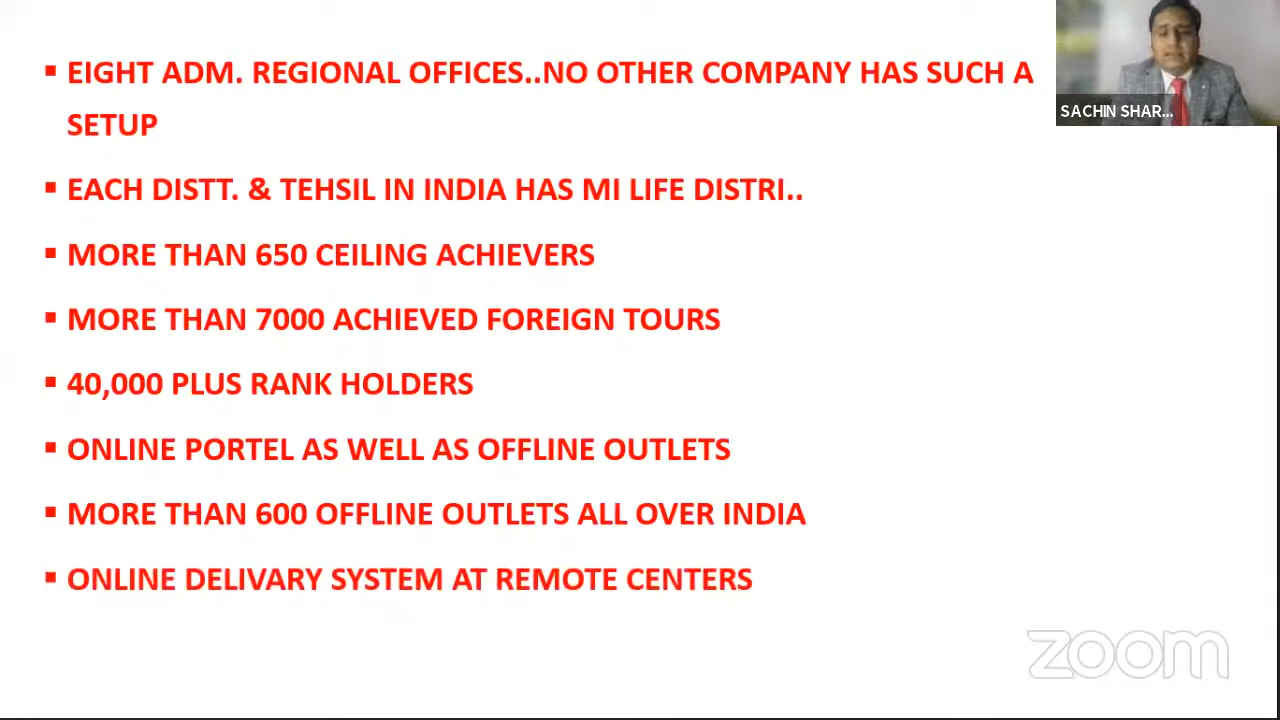 ▪ EIGHT ADM. REGIONAL OFFICES..NO OTHER COMPANY HAS SUCH A
SETUP
▪ EACH DISTT. & TEHSIL IN INDIA HAS MI LIFE DISTRI..
▪ MORE THAN 650 CEILING ACHIEVERS
▪ MORE THAN 7000 ACHIEVED FOREIGN TOURS
▪ 40,000 PLUS RANK HOLDERS
▪ ONLINE PORTEL AS WELL AS OFFLINE OUTLETS
▪ MORE THAN 600 OFFLINE OUTLETS ALL OVER INDIA
▪ ONLINE DELIVARY SYSTEM AT REMOTE CENTERS
SACHIN SHAR...
zoom